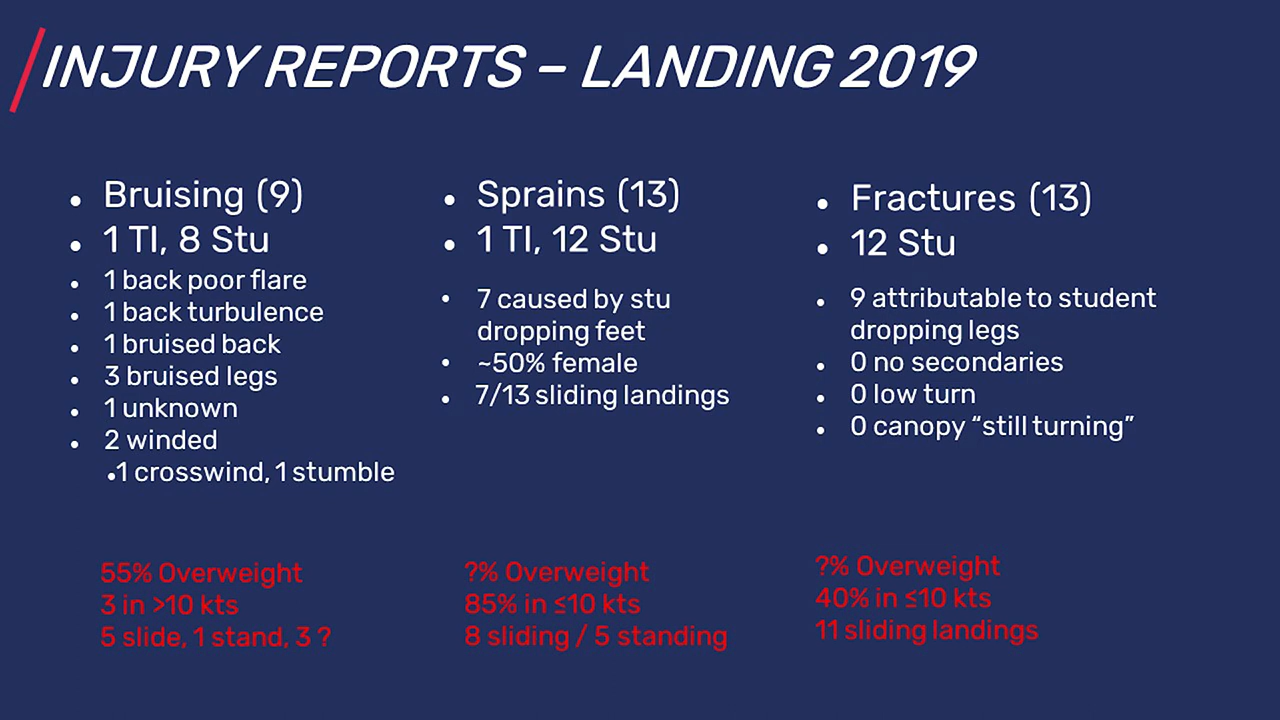 INJURY REPORTS – LANDING 2019
• Bruising (9)
• 1 TI, 8 Stu
• 1 back poor flare
• 1 back turbulence
• 1 bruised back
• 3 bruised legs
• 1 unknown
• 2 winded
•1 crosswind, 1 stumble
55% Overweight
3 in >10 kts
5 slide, 1 stand, 3 ?
• Sprains (13)
• 1 TI, 12 Stu
• 7 caused by stu
dropping feet
• ~50% female
• 7/13 sliding landings
?% Overweight
85% in ≤10 kts
8 sliding / 5 standing
• Fractures (13)
• 12 Stu
• 9 attributable to student
dropping legs
• 0 no secondaries
• 0 low turn
• 0 canopy “still turning”
?% Overweight
40% in ≤10 kts
11 sliding landings